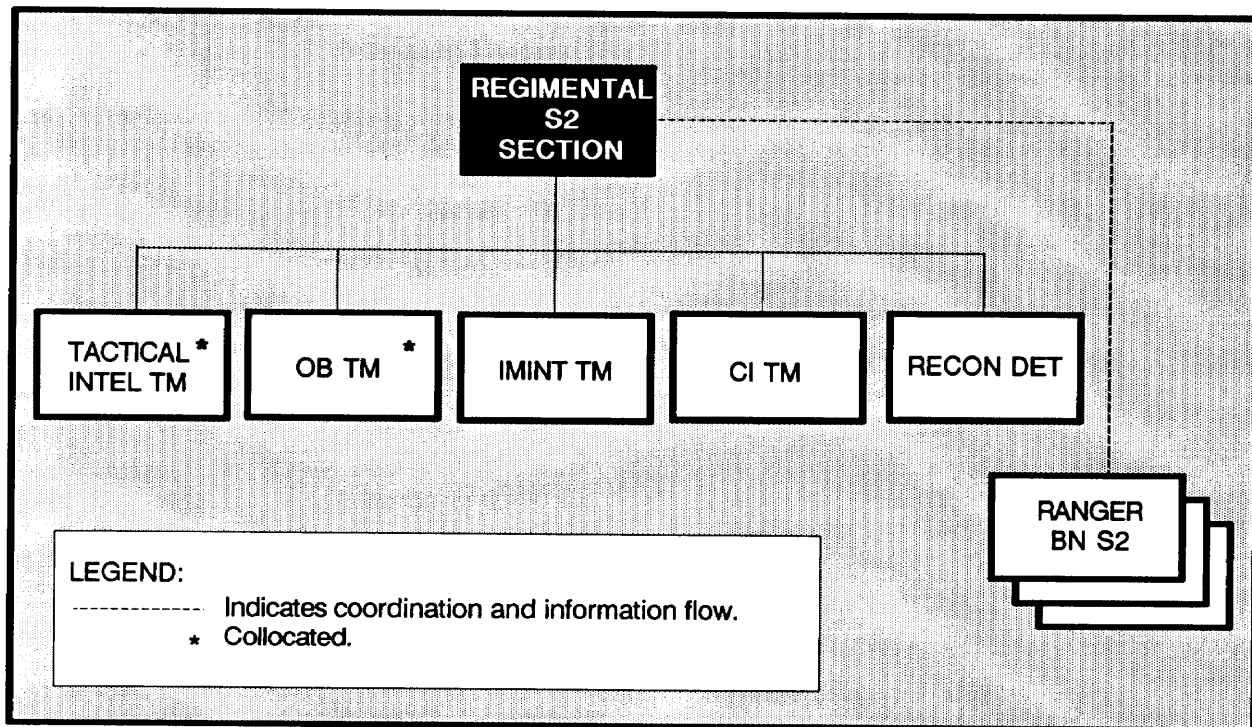 REGIMENTAL
S2
SECTION
TACTICAL *
INTEL TM
OB TM *
IMINT TM
CI TM
RECON DET
RANGER
BN S2
LEGEND:
Indicates coordination and information flow.
* Collocated.